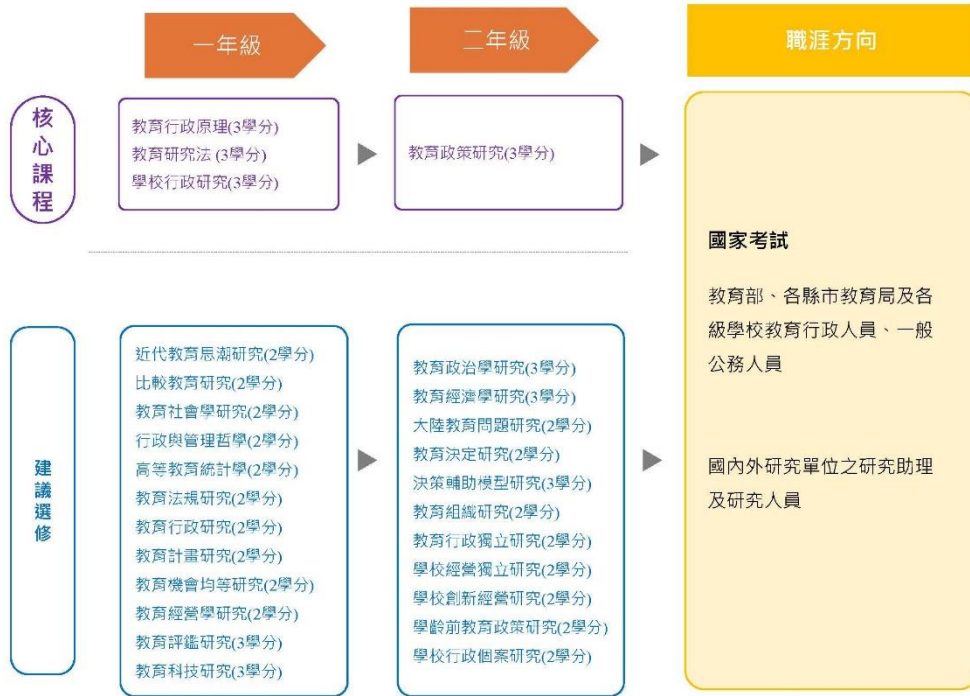 一年級
二年級
職涯方向
核心課程
教育行政原理(3學分)
教育研究法 (3學分)
學校行政研究(3學分)
教育政策研究(3學分)
建議選修
近代教育思潮研究(2學分)
比較教育研究(2學分)
教育社會學研究(2學分)
行政與管理哲學(2學分)
高等教育統計學(2學分)
教育法規研究(2學分)
教育行政研究(2學分)
教育計畫研究(2學分)
教育機會均等研究(2學分)
教育經營學研究(2學分)
教育評鑑研究(3學分)
教育科技研究(3學分)
教育政治學研究(3學分)
教育經濟學研究(3學分)
大陸教育問題研究(2學分)
教育決定研究(2學分)
決策輔助模型研究(3學分)
教育組織研究(2學分)
教育行政獨立研究(2學分)
學校經營獨立研究(2學分)
學校創新經營研究(2學分)
學齡前教育政策研究(2學分)
學校行政個案研究(2學分)
國家考試
教育部、各縣市教育局及各
級學校教育行政人員、一般
公務人員
國內外研究單位之研究助理
及研究人員